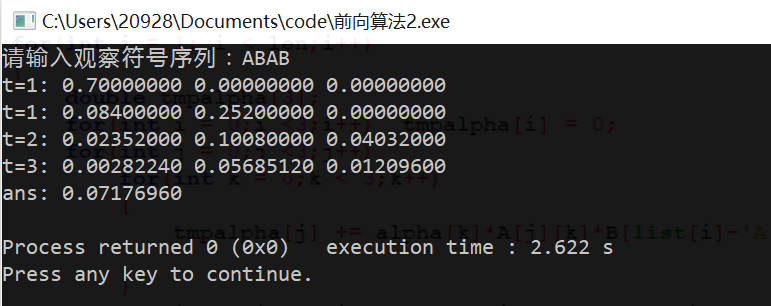 C:\Users\20928\Documents\code\前向算法2.exe
请输入观察符号序列：ABAB
t=1: 0.70000000 0.00000000 0.00000000
t=1: 0.08400000 0.25200000 0.00000000
t=2: 0.02352000 0.10080000 0.04032000
t=3: 0.00282240 0.05685120 0.01209600
ans: 0.07176960
tmpalpha[j] += alpha[k]*A[j][k]*B[list[i]-'A
Process returned 0 (0x0)   execution time : 2.622 s
Press any key to continue.